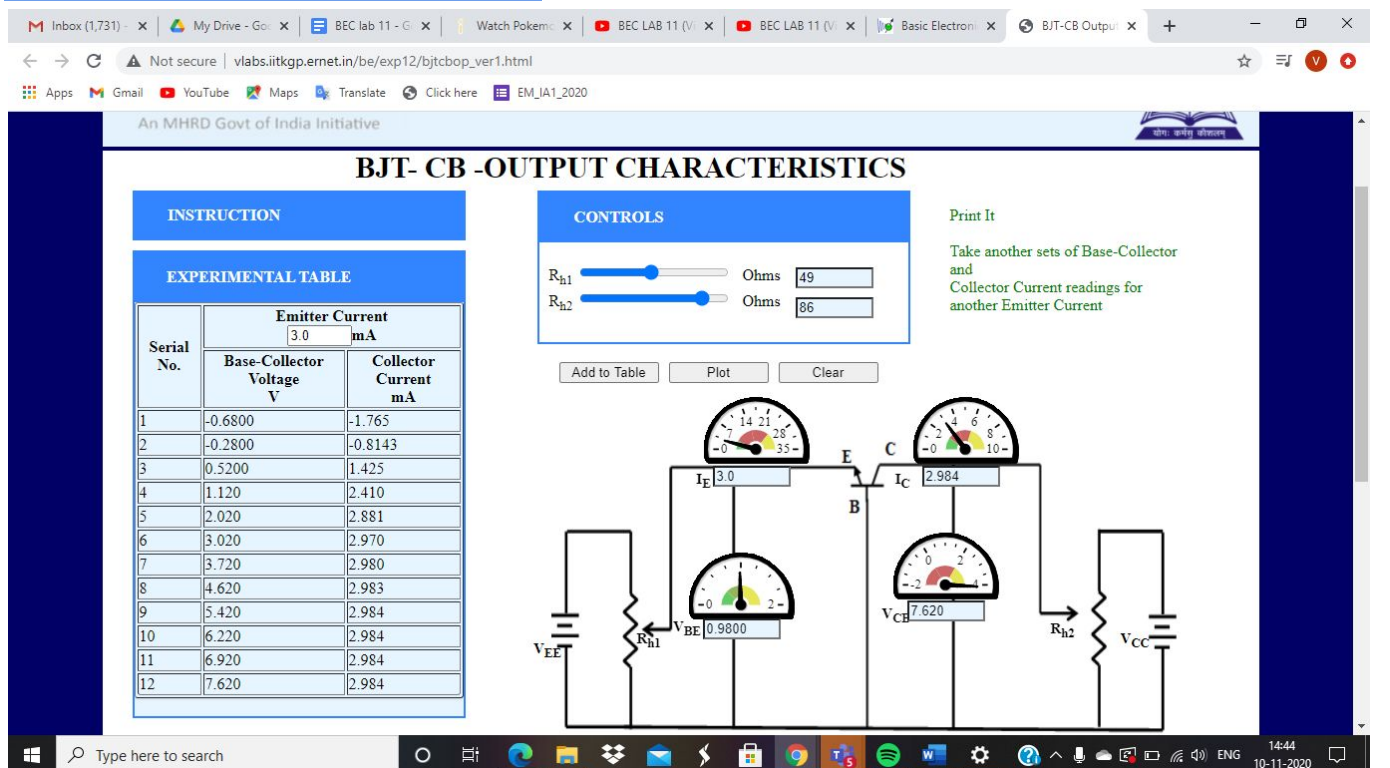 Inbox (1,731) -
My Drive - Goo
BEC lab 11 - G
Watch Pokemo
BEC LAB 11 (Vi
BEC LAB 11 (Vi
Basic Electroni
BJT-CB Output
Not secure | vlabs.iitkgp.ernet.in/be/exp12/bjtcbop_ver1.html
V
Apps
Gmail
YouTube
Maps
Translate
Click here
EM_IA1_2020
An MHRD Govt of India Initiative
योगः कर्मसु कौशलम्
BJT- CB -OUTPUT CHARACTERISTICS
INSTRUCTION
EXPERIMENTAL TABLE
Serial No.
Emitter Current
3.0 mA
Base-Collector Voltage V
Collector Current mA
1 -0.6800 -1.765
2 -0.2800 -0.8143
3 0.5200 1.425
4 1.120 2.410
5 2.020 2.881
6 3.020 2.970
7 3.720 2.980
8 4.620 2.983
9 5.420 2.984
10 6.220 2.984
11 6.920 2.984
12 7.620 2.984
CONTROLS
Rh1 Ohms 49
Rh2 Ohms 86
Add to Table Plot Clear
Print It
Take another sets of Base-Collector
and
Collector Current readings for
another Emitter Current
0 7 14 21 28 35
IE 3.0
E
C
B
0 2 4 6 8 10
IC 2.984
0 2
VBE 0.9800
-2 0 2 4
VCB 7.620
VEE
Rh1
Rh2
VCC
Type here to search
ENG
14:44
10-11-2020